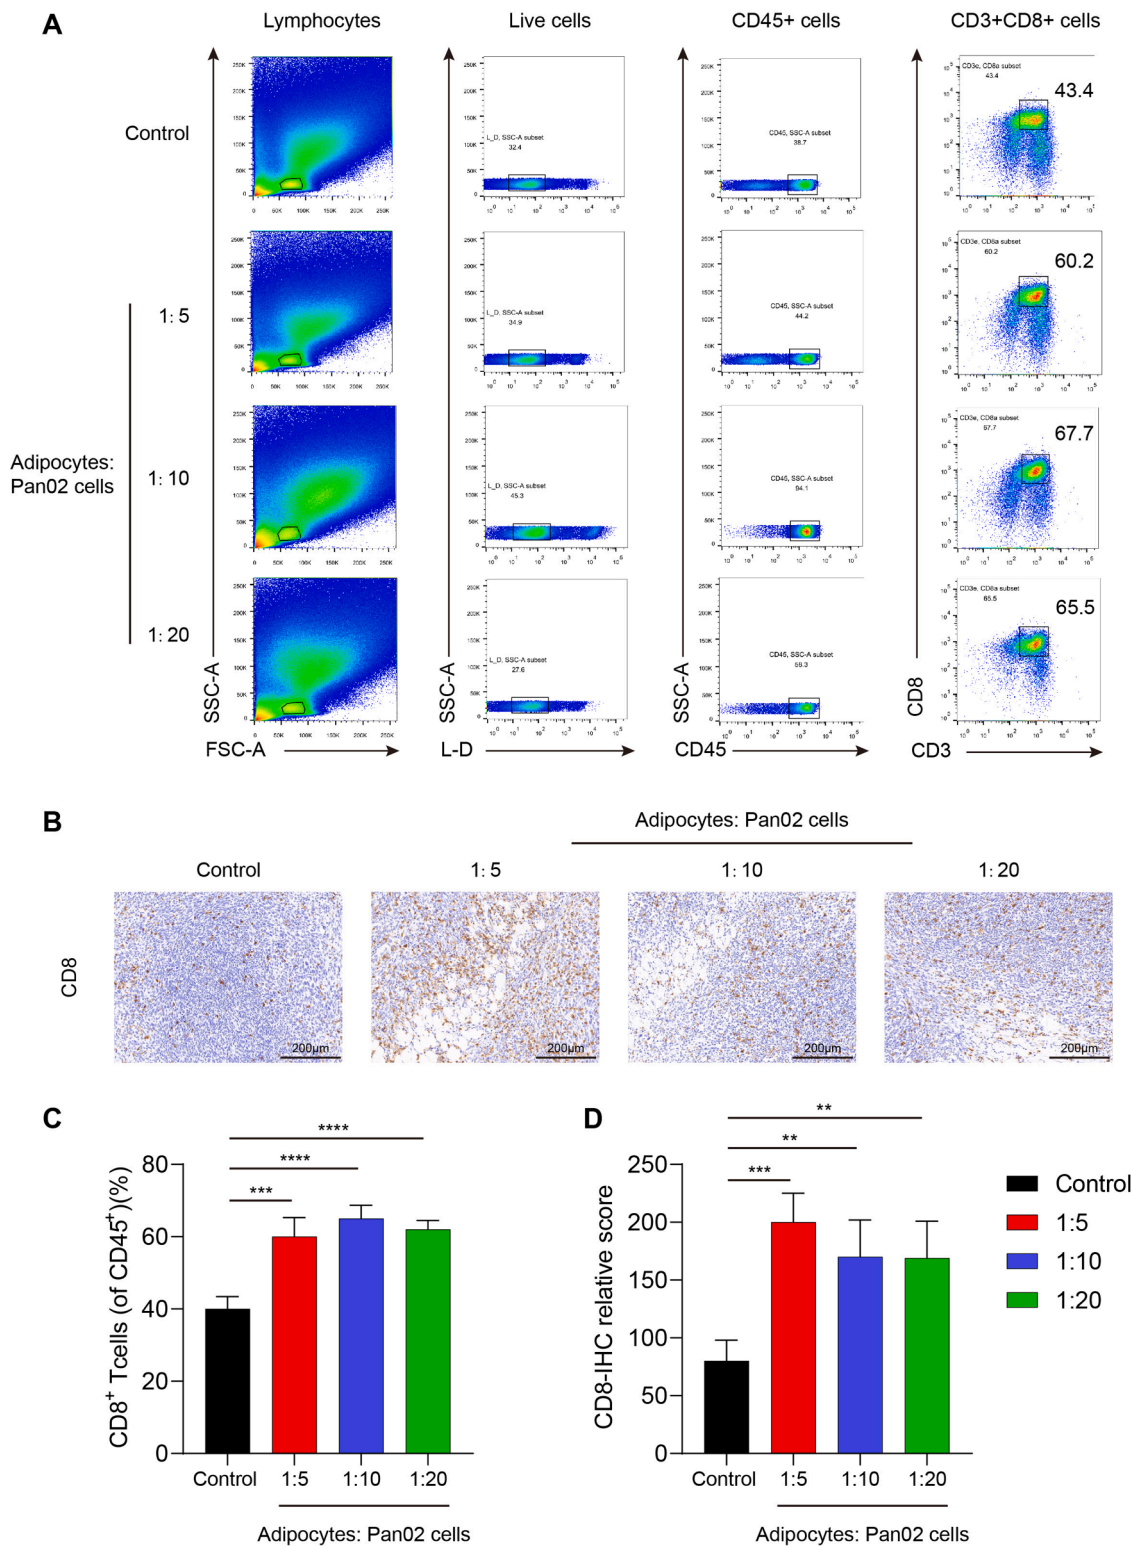 A
Lymphocytes
Live cells
CD45+ cells
CD3+CD8+ cells
Control
L_D, SSC-A subset
32.4
CD45, SSC-A subset
38.7
CD3e, CD8a subset
43.4
43.4
1: 5
L_D, SSC-A subset
34.9
CD45, SSC-A subset
44.2
CD3e, CD8a subset
60.2
60.2
Adipocytes:
Pan02 cells
1: 10
L_D, SSC-A subset
45.3
CD45, SSC-A subset
94.1
CD3e, CD8a subset
67.7
67.7
1: 20
L_D, SSC-A subset
27.6
CD45, SSC-A subset
CD3e, CD8a subset
65.5
65.5
SSC-A
SSC-A
SSC-A
CD8
FSC-A
L-D
CD45
CD3
B
Adipocytes: Pan02 cells
Control
1: 5
1: 10
1: 20
CD8
200μm
200μm
200μm
200μm
C
CD8+ Tcells (of CD45+)(%)
80
60
40
20
0
****
****
***
Control
1:5
1:10
1:20
Adipocytes: Pan02 cells
D
CD8-IHC relative score
250
200
150
100
50
0
**
**
***
Control
1:5
1:10
1:20
Adipocytes: Pan02 cells
Control
1:5
1:10
1:20